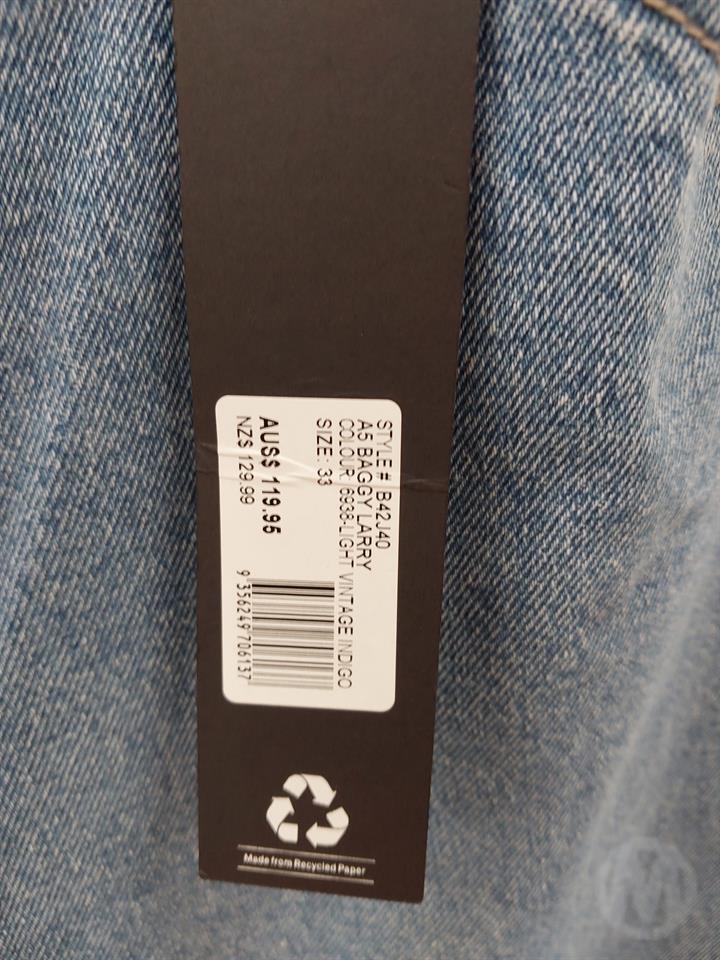 STYLE # B42J40
A5 BAGGY LARRY
COLOUR: 6938-LIGHT VINTAGE INDIGO
SIZE: 33
AUS$ 119.95
NZ$ 129.99
9 356249 706137
Made from Recycled Paper
M